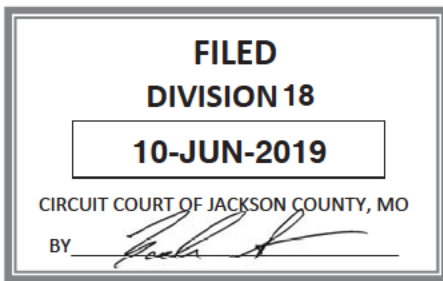 FILED
DIVISION 18
10-JUN-2019
CIRCUIT COURT OF JACKSON COUNTY, MO
BY